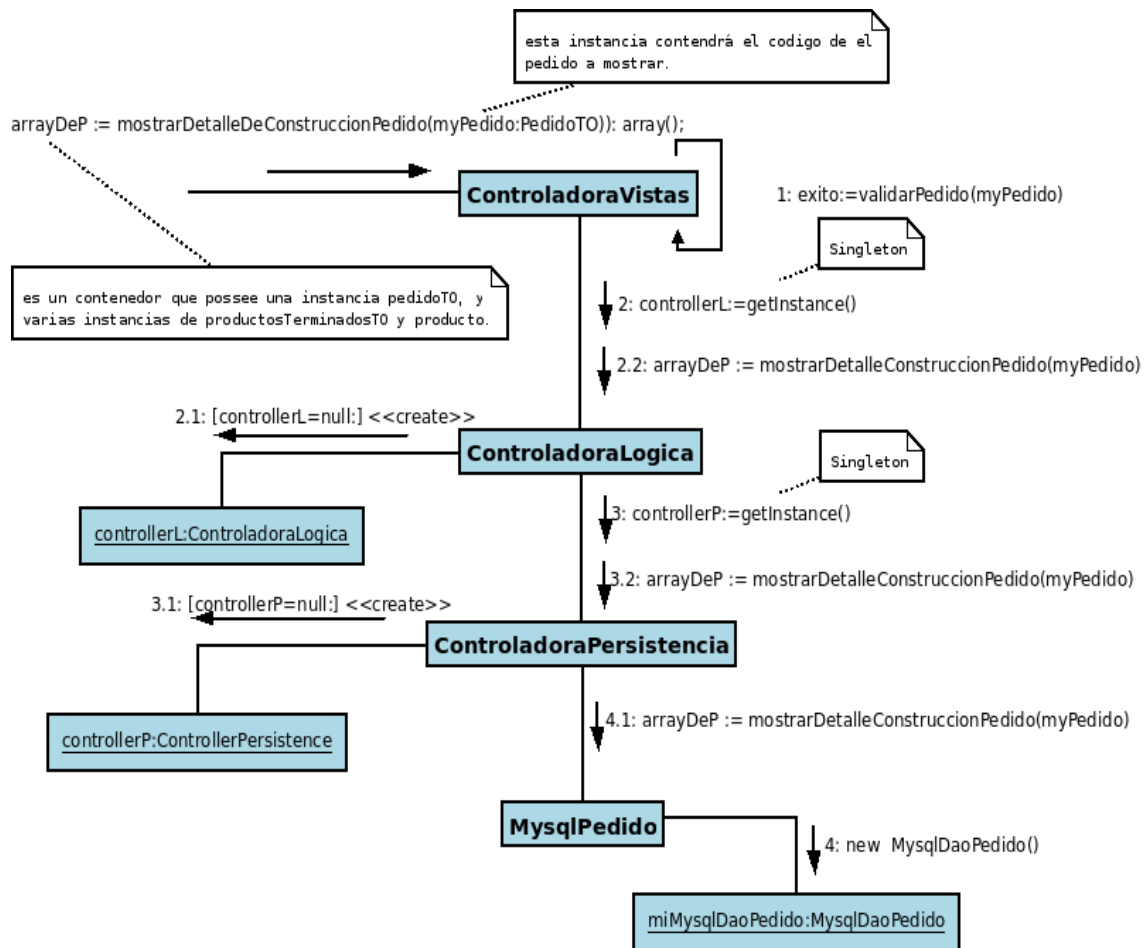 esta instancia contendrá el codigo de el
pedido a mostrar.
arrayDeP := mostrarDetalleDeConstruccionPedido(myPedido:PedidoTO)): array();
ControladoraVistas
1: exito:=validarPedido(myPedido)
Singleton
es un contenedor que possee una instancia pedidoTO, y
varias instancias de productosTerminadosTO y producto.
2: controllerL:=getInstance()
2.2: arrayDeP := mostrarDetalleConstruccionPedido(myPedido)
2.1: [controllerL=null:] <<create>>
ControladoraLogica
Singleton
controllerL:ControladoraLogica
3: controllerP:=getInstance()
3.2: arrayDeP := mostrarDetalleConstruccionPedido(myPedido)
3.1: [controllerP=null:] <<create>>
ControladoraPersistencia
controllerP:ControllerPersistence
4.1: arrayDeP := mostrarDetalleConstruccionPedido(myPedido)
MysqlPedido
4: new MysqlDaoPedido()
miMysqlDaoPedido:MysqlDaoPedido